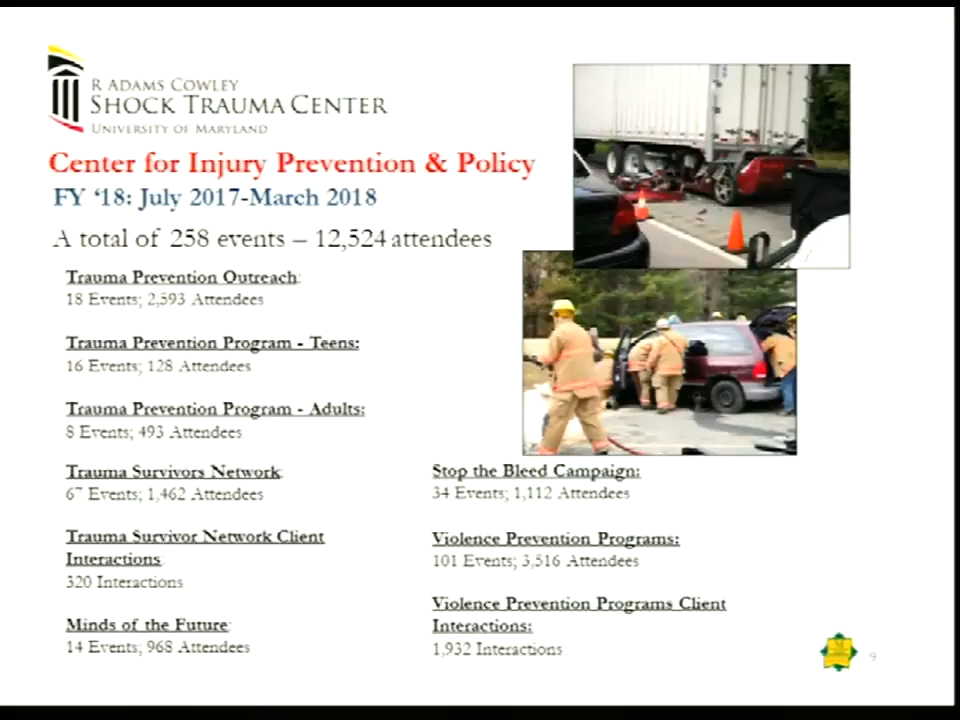 R ADAMS COWLEY
SHOCK TRAUMA CENTER
UNIVERSITY OF MARYLAND
Center for Injury Prevention & Policy
FY ‘18: July 2017-March 2018
A total of 258 events – 12,524 attendees
Trauma Prevention Outreach:
18 Events; 2,593 Attendees
Trauma Prevention Program - Teens:
16 Events; 128 Attendees
Trauma Prevention Program - Adults:
8 Events; 493 Attendees
Trauma Survivors Network:
67 Events; 1,462 Attendees
Trauma Survivor Network Client
Interactions:
320 Interactions
Minds of the Future:
14 Events; 968 Attendees
Stop the Bleed Campaign:
34 Events; 1,112 Attendees
Violence Prevention Programs:
101 Events; 3,516 Attendees
Violence Prevention Programs Client
Interactions:
1,932 Interactions
9